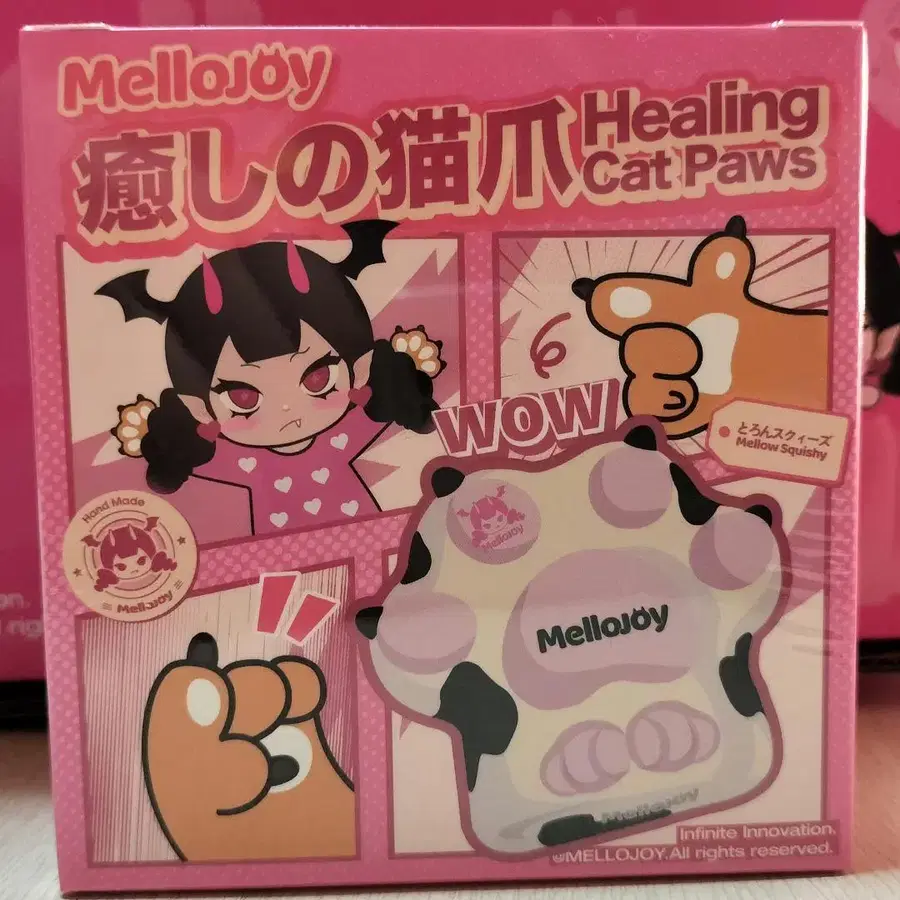 Mellojoy
癒しの猫爪
Healing
Cat Paws
WOW
とろんスクィーズ
Mellow Squishy
Mellojoy
Hand Made
Mellojoy
Mellojoy
Mellojoy
Infinite Innovation.
©MELLOJOY.All rights reserved.